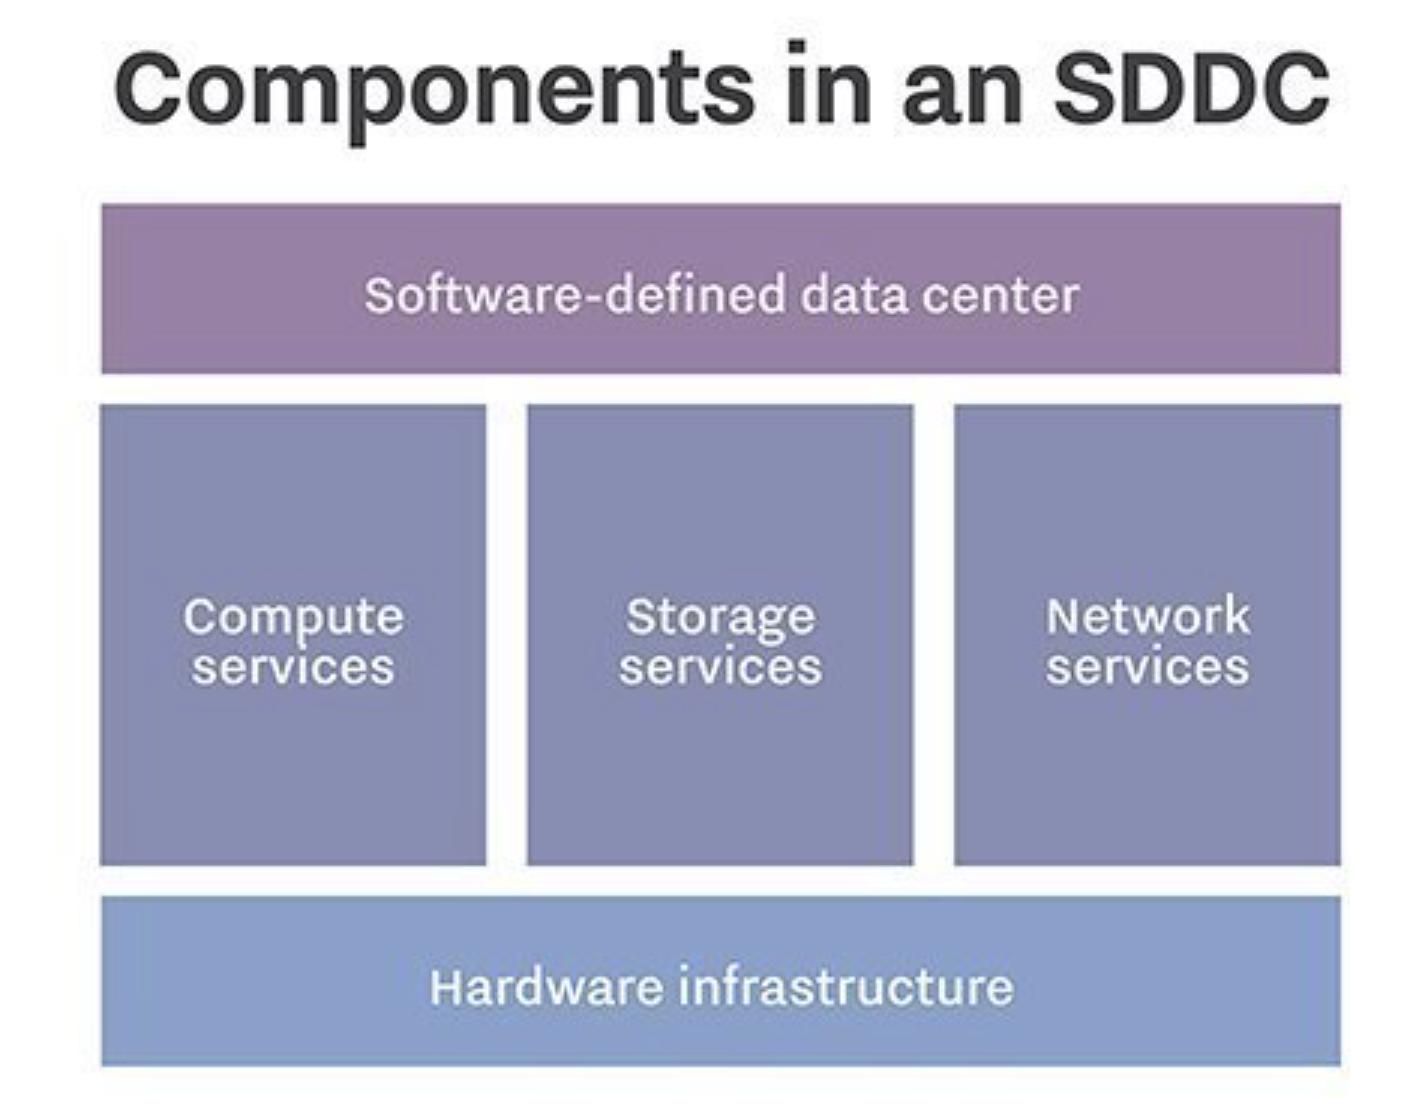 Components in an SDDC
Software-defined data center
Compute
services
Storage
services
Network
services
Hardware infrastructure